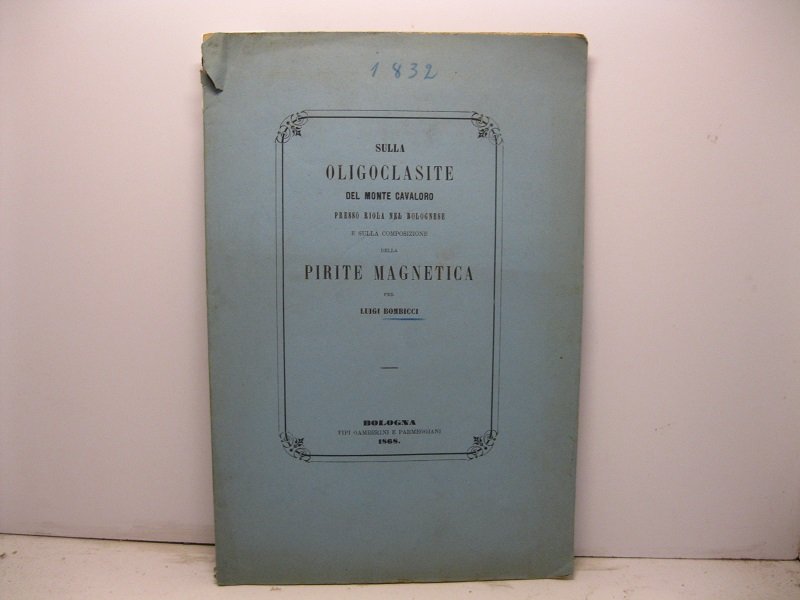 1832
SULLA
OLIGOCLASITE
DEL MONTE CAVALORO
PRESSO RIOLA NEL BOLOGNESE
E SULLA COMPOSIZIONE
DELLA
PIRITE MAGNETICA
PER
LUIGI BOMBICCI
BOLOGNA
TIPI GAMBERINI E PARMEGGIANI
1868.